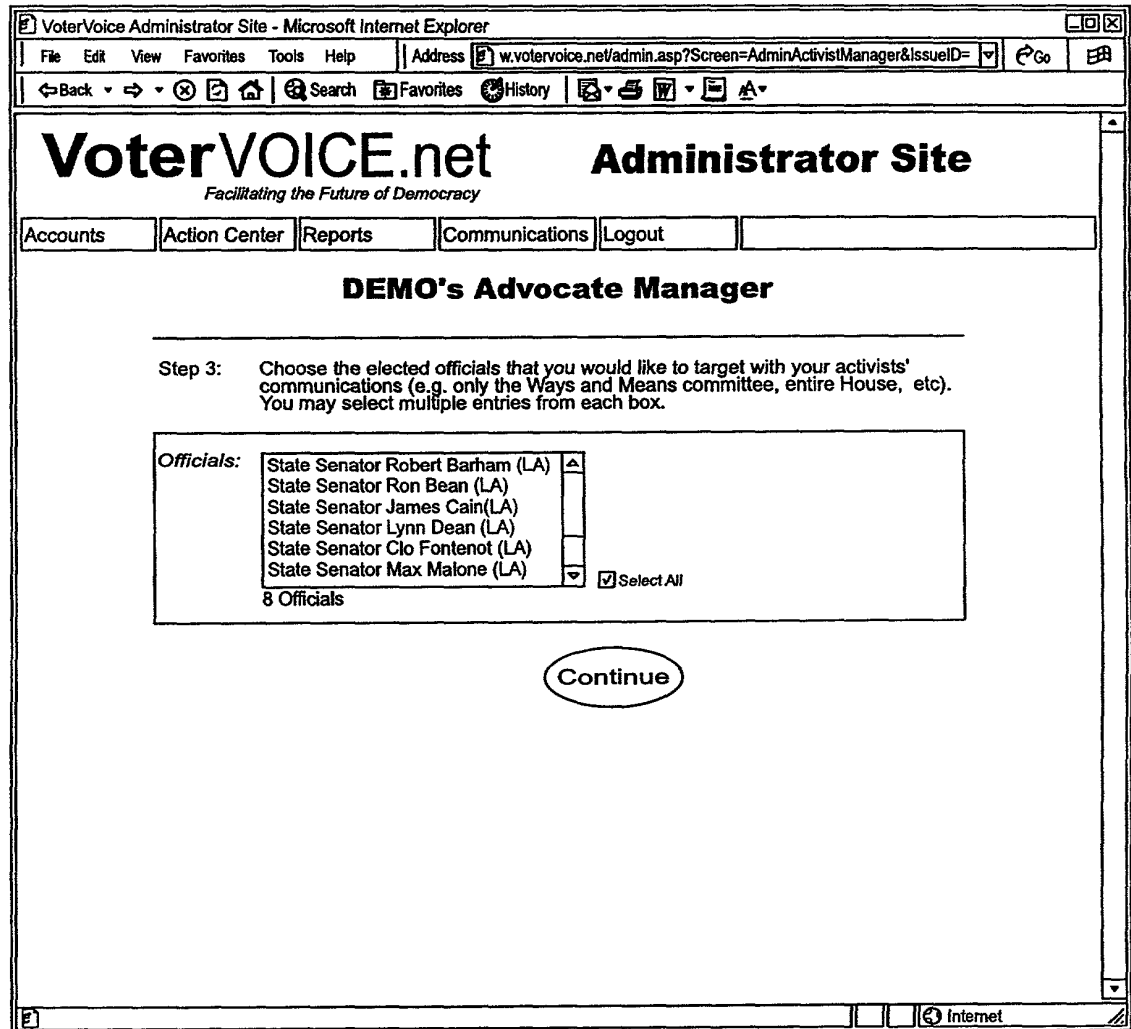 VoterVoice Administrator Site - Microsoft Internet Explorer
File Edit View Favorites Tools Help Address w.votervoice.net/admin.asp?Screen=AdminActivistManager&IssueID= Go
Back Search Favorites History
VoterVOICE.net Administrator Site
Facilitating the Future of Democracy
Accounts Action Center Reports Communications Logout
DEMO's Advocate Manager
Step 3: Choose the elected officials that you would like to target with your activists'
communications (e.g. only the Ways and Means committee, entire House, etc).
You may select multiple entries from each box.
Officials: State Senator Robert Barham (LA)
State Senator Ron Bean (LA)
State Senator James Cain(LA)
State Senator Lynn Dean (LA)
State Senator Clo Fontenot (LA)
State Senator Max Malone (LA)
Select All
8 Officials
Continue
Internet